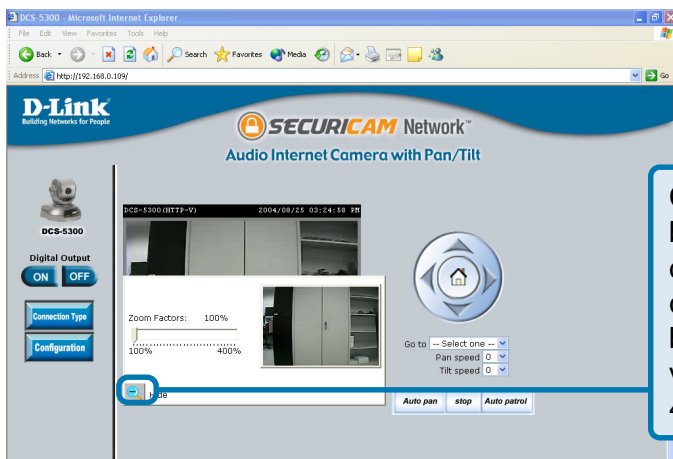 DCS-5300 - Microsoft Internet Explorer
File Edit View Favorites Tools Help
Back Search Favorites Media
Address http://192.168.0.109/ Go
D-Link
Building Networks for People
SECURICAM Network™
Audio Internet Camera with Pan/Tilt
DCS-5300
Digital Output
ON OFF
Connection Type
Configuration
DCS-5300(HTTP-V) 2004/08/25 03:24:58 PM
Zoom Factors: 100%
100% 400%
Hide
Go to -- Select one --
Pan speed 0
Tilt speed 0
Auto pan stop Auto patrol